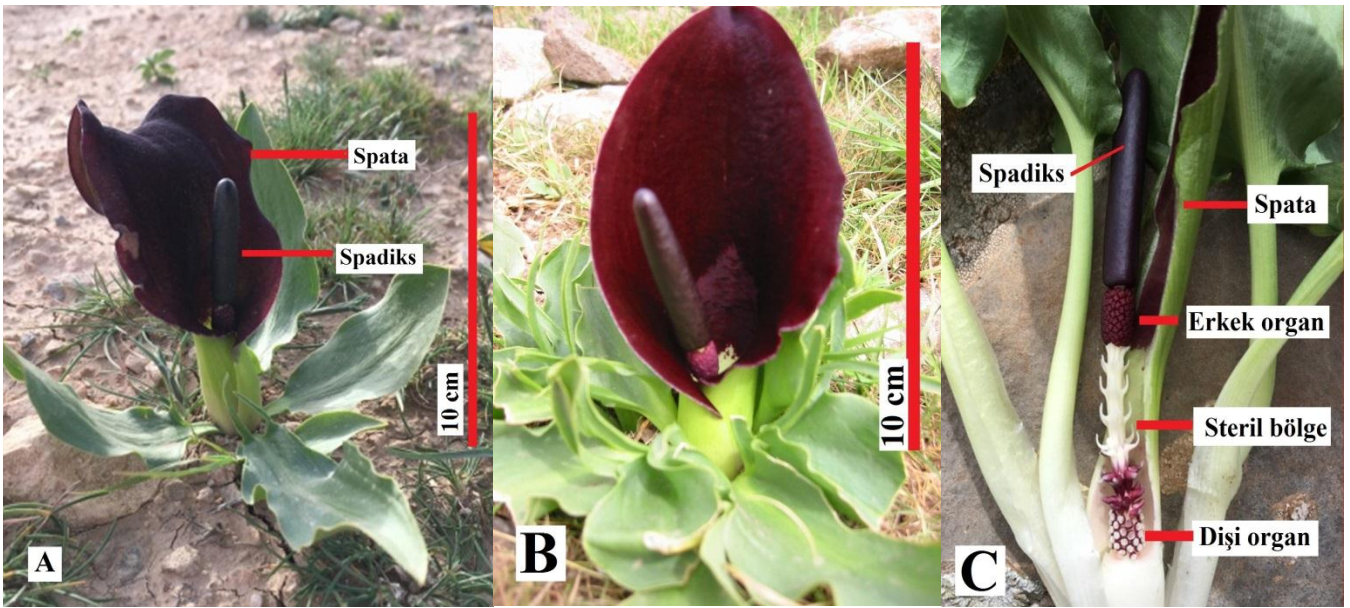 Spata
Spadiks
10 cm
A
10 cm
B
Spadiks
Spata
Erkek organ
Steril bölge
Dişi organ
C